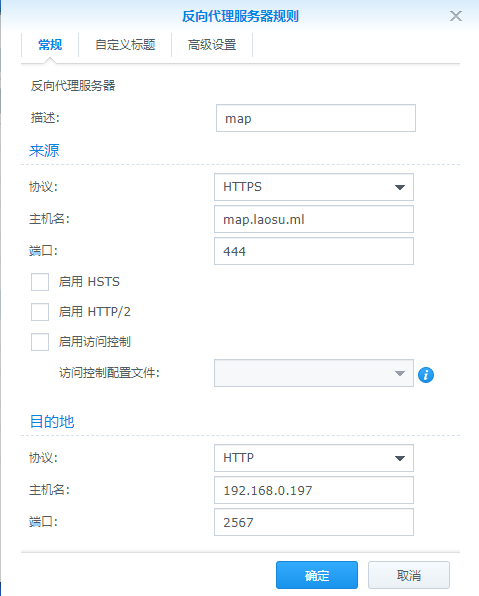 反向代理服务器规则
常规 自定义标题 高级设置
反向代理服务器
描述: map
来源
协议: HTTPS
主机名: map.laosu.ml
端口: 444
启用 HSTS
启用 HTTP/2
启用访问控制
访问控制配置文件:
目的地
协议: HTTP
主机名: 192.168.0.197
端口: 2567
确定 取消